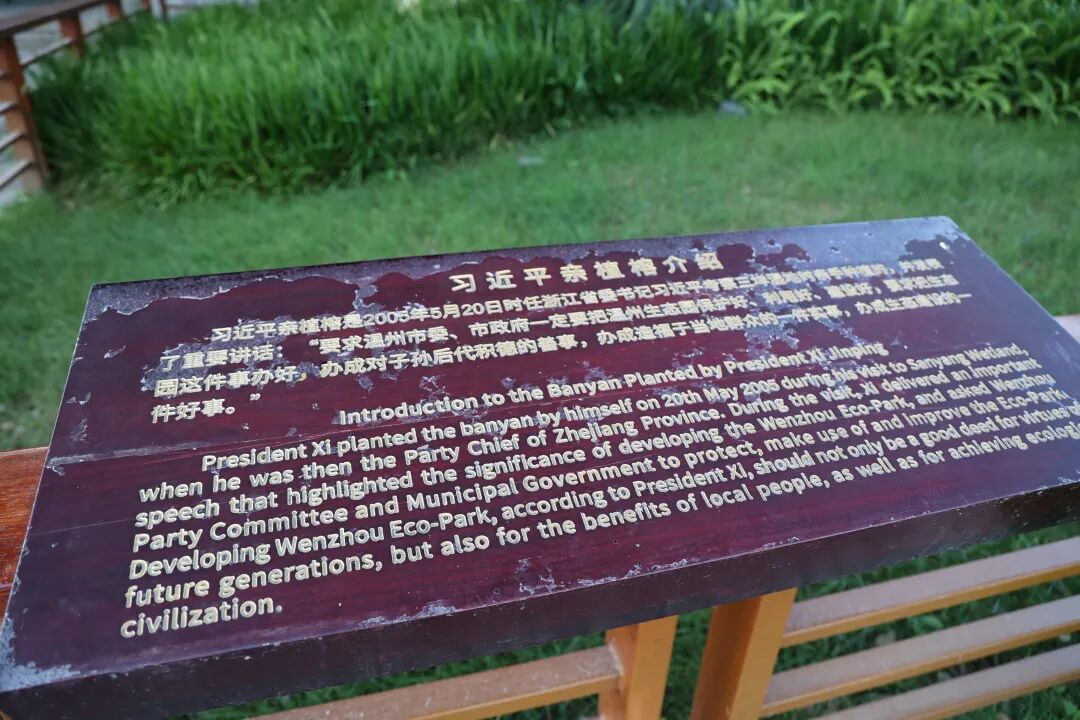 习近平亲植榕介绍
习近平亲植榕是2005年5月20日时任浙江省委书记习近平考察三垟湿地时亲手种植的，
了重要讲话：“要求温州市委、市政府一定要把温州生态园保护好、利用好、建设好，要求把生态
园这件事办好，办成对子孙后代积德的善事，办成造福于当地群众的一件实事，办成生态建设的一
件好事。”
Introduction to the Banyan Planted by President Xi Jinping
President Xi planted the banyan by himself on 20th May 2005 during his visit to Sanyang Wetland,
when he was then the Party Chief of Zhejiang Province. During the visit, Xi delivered an important
speech that highlighted the significance of developing the Wenzhou Eco-Park, and asked Wenzhou
Party Committee and Municipal Government to protect, make use of and improve the Eco-Park.
Developing Wenzhou Eco-Park, according to President Xi, should not only be a good deed for virtues of
future generations, but also for the benefits of local people, as well as for achieving ecological
civilization.